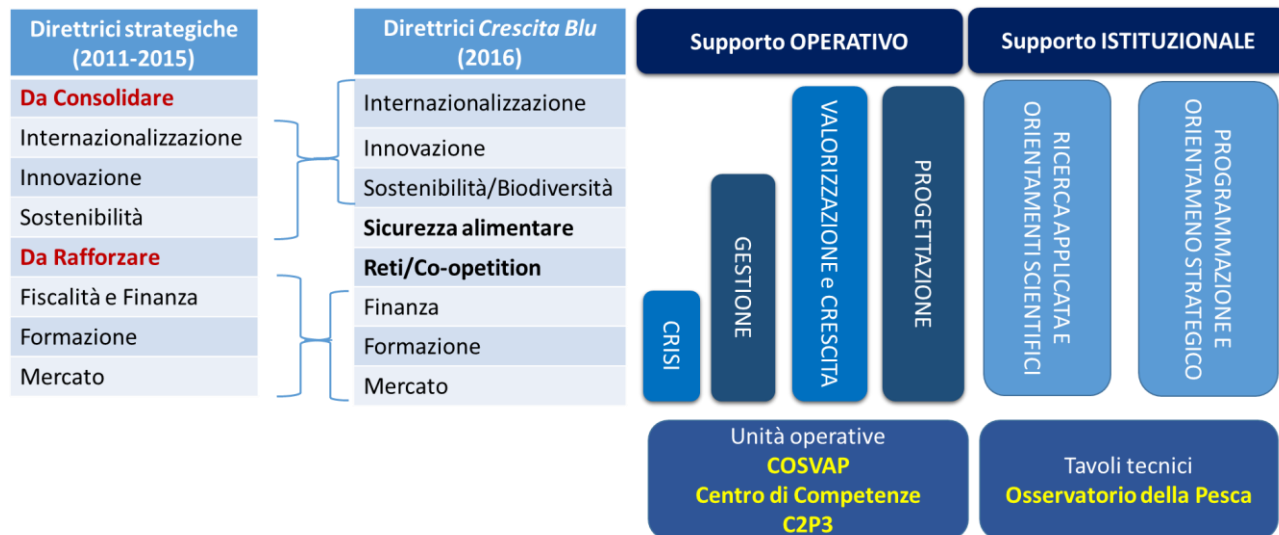 Direttrici strategiche
(2011-2015)
Da Consolidare
Internazionalizzazione
Innovazione
Sostenibilità
Da Rafforzare
Fiscalità e Finanza
Formazione
Mercato
Direttrici Crescita Blu
(2016)
Internazionalizzazione
Innovazione
Sostenibilità/Biodiversità
Sicurezza alimentare
Reti/Co-opetition
Finanza
Formazione
Mercato
Supporto OPERATIVO
CRISI
GESTIONE
VALORIZZAZIONE e CRESCITA
PROGETTAZIONE
Unità operative
COSVAP
Centro di Competenze
C2P3
Supporto ISTITUZIONALE
RICERCA APPLICATA E
ORIENTAMENTI SCIENTIFICI
PROGRAMMAZIONE E
ORIENTAMENO STRATEGICO
Tavoli tecnici
Osservatorio della Pesca